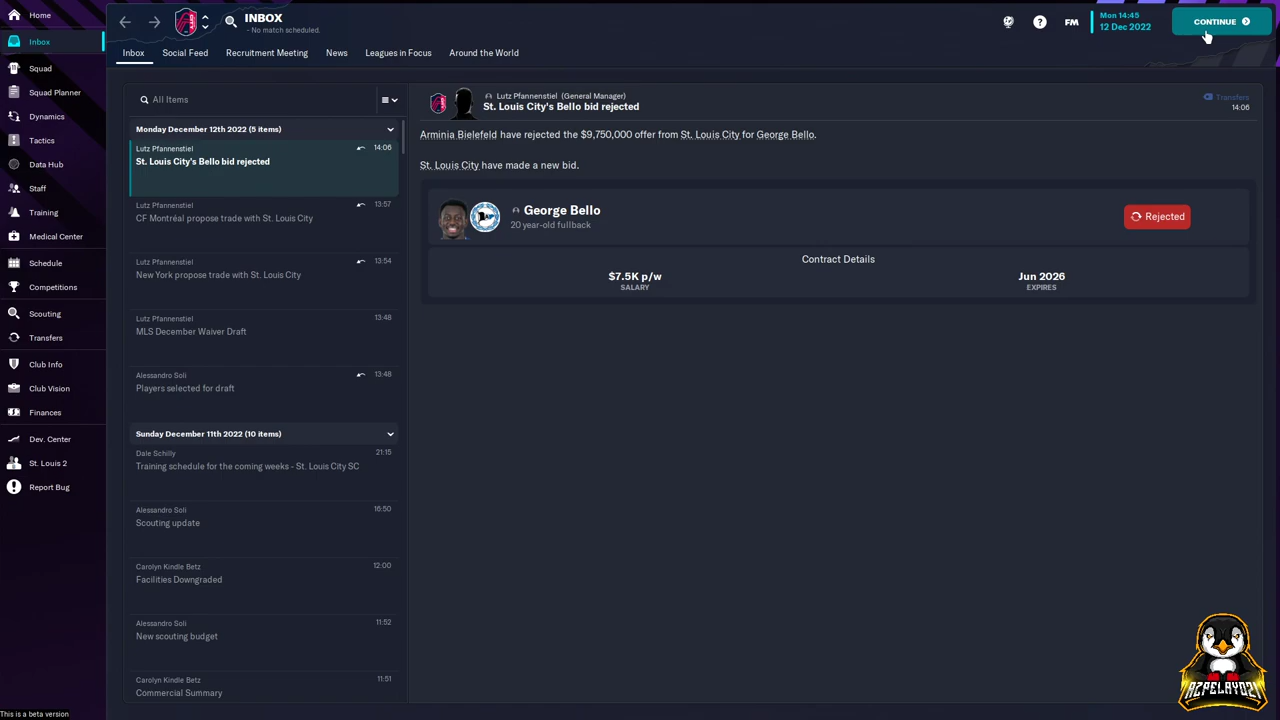 Home
Inbox
Squad
Squad Planner
Dynamics
Tactics
Data Hub
Staff
Training
Medical Center
Schedule
Competitions
Scouting
Transfers
Club Info
Club Vision
Finances
Dev. Center
St. Louis 2
Report Bug
This is a beta version
INBOX
- No match scheduled.
FM
Mon 14:45
12 Dec 2022
CONTINUE
Inbox Social Feed Recruitment Meeting News Leagues in Focus Around the World
All Items
Monday December 12th 2022 (5 items)
Lutz Pfannenstiel 14:06
St. Louis City's Bello bid rejected
Lutz Pfannenstiel 13:57
CF Montréal propose trade with St. Louis City
Lutz Pfannenstiel 13:54
New York propose trade with St. Louis City
Lutz Pfannenstiel 13:48
MLS December Waiver Draft
Alessandro Soli 13:48
Players selected for draft
Sunday December 11th 2022 (10 items)
Dale Schilly 21:15
Training schedule for the coming weeks - St. Louis City SC
Alessandro Soli 16:50
Scouting update
Carolyn Kindle Betz 12:00
Facilities Downgraded
Alessandro Soli 11:52
New scouting budget
Carolyn Kindle Betz 11:51
Commercial Summary
Lutz Pfannenstiel (General Manager)
St. Louis City's Bello bid rejected
Transfers
14:06
Arminia Bielefeld have rejected the $9,750,000 offer from St. Louis City for George Bello.
St. Louis City have made a new bid.
George Bello
20 year-old fullback
Rejected
Contract Details
$7.5K p/w
SALARY
Jun 2026
EXPIRES
AZPELAYO21